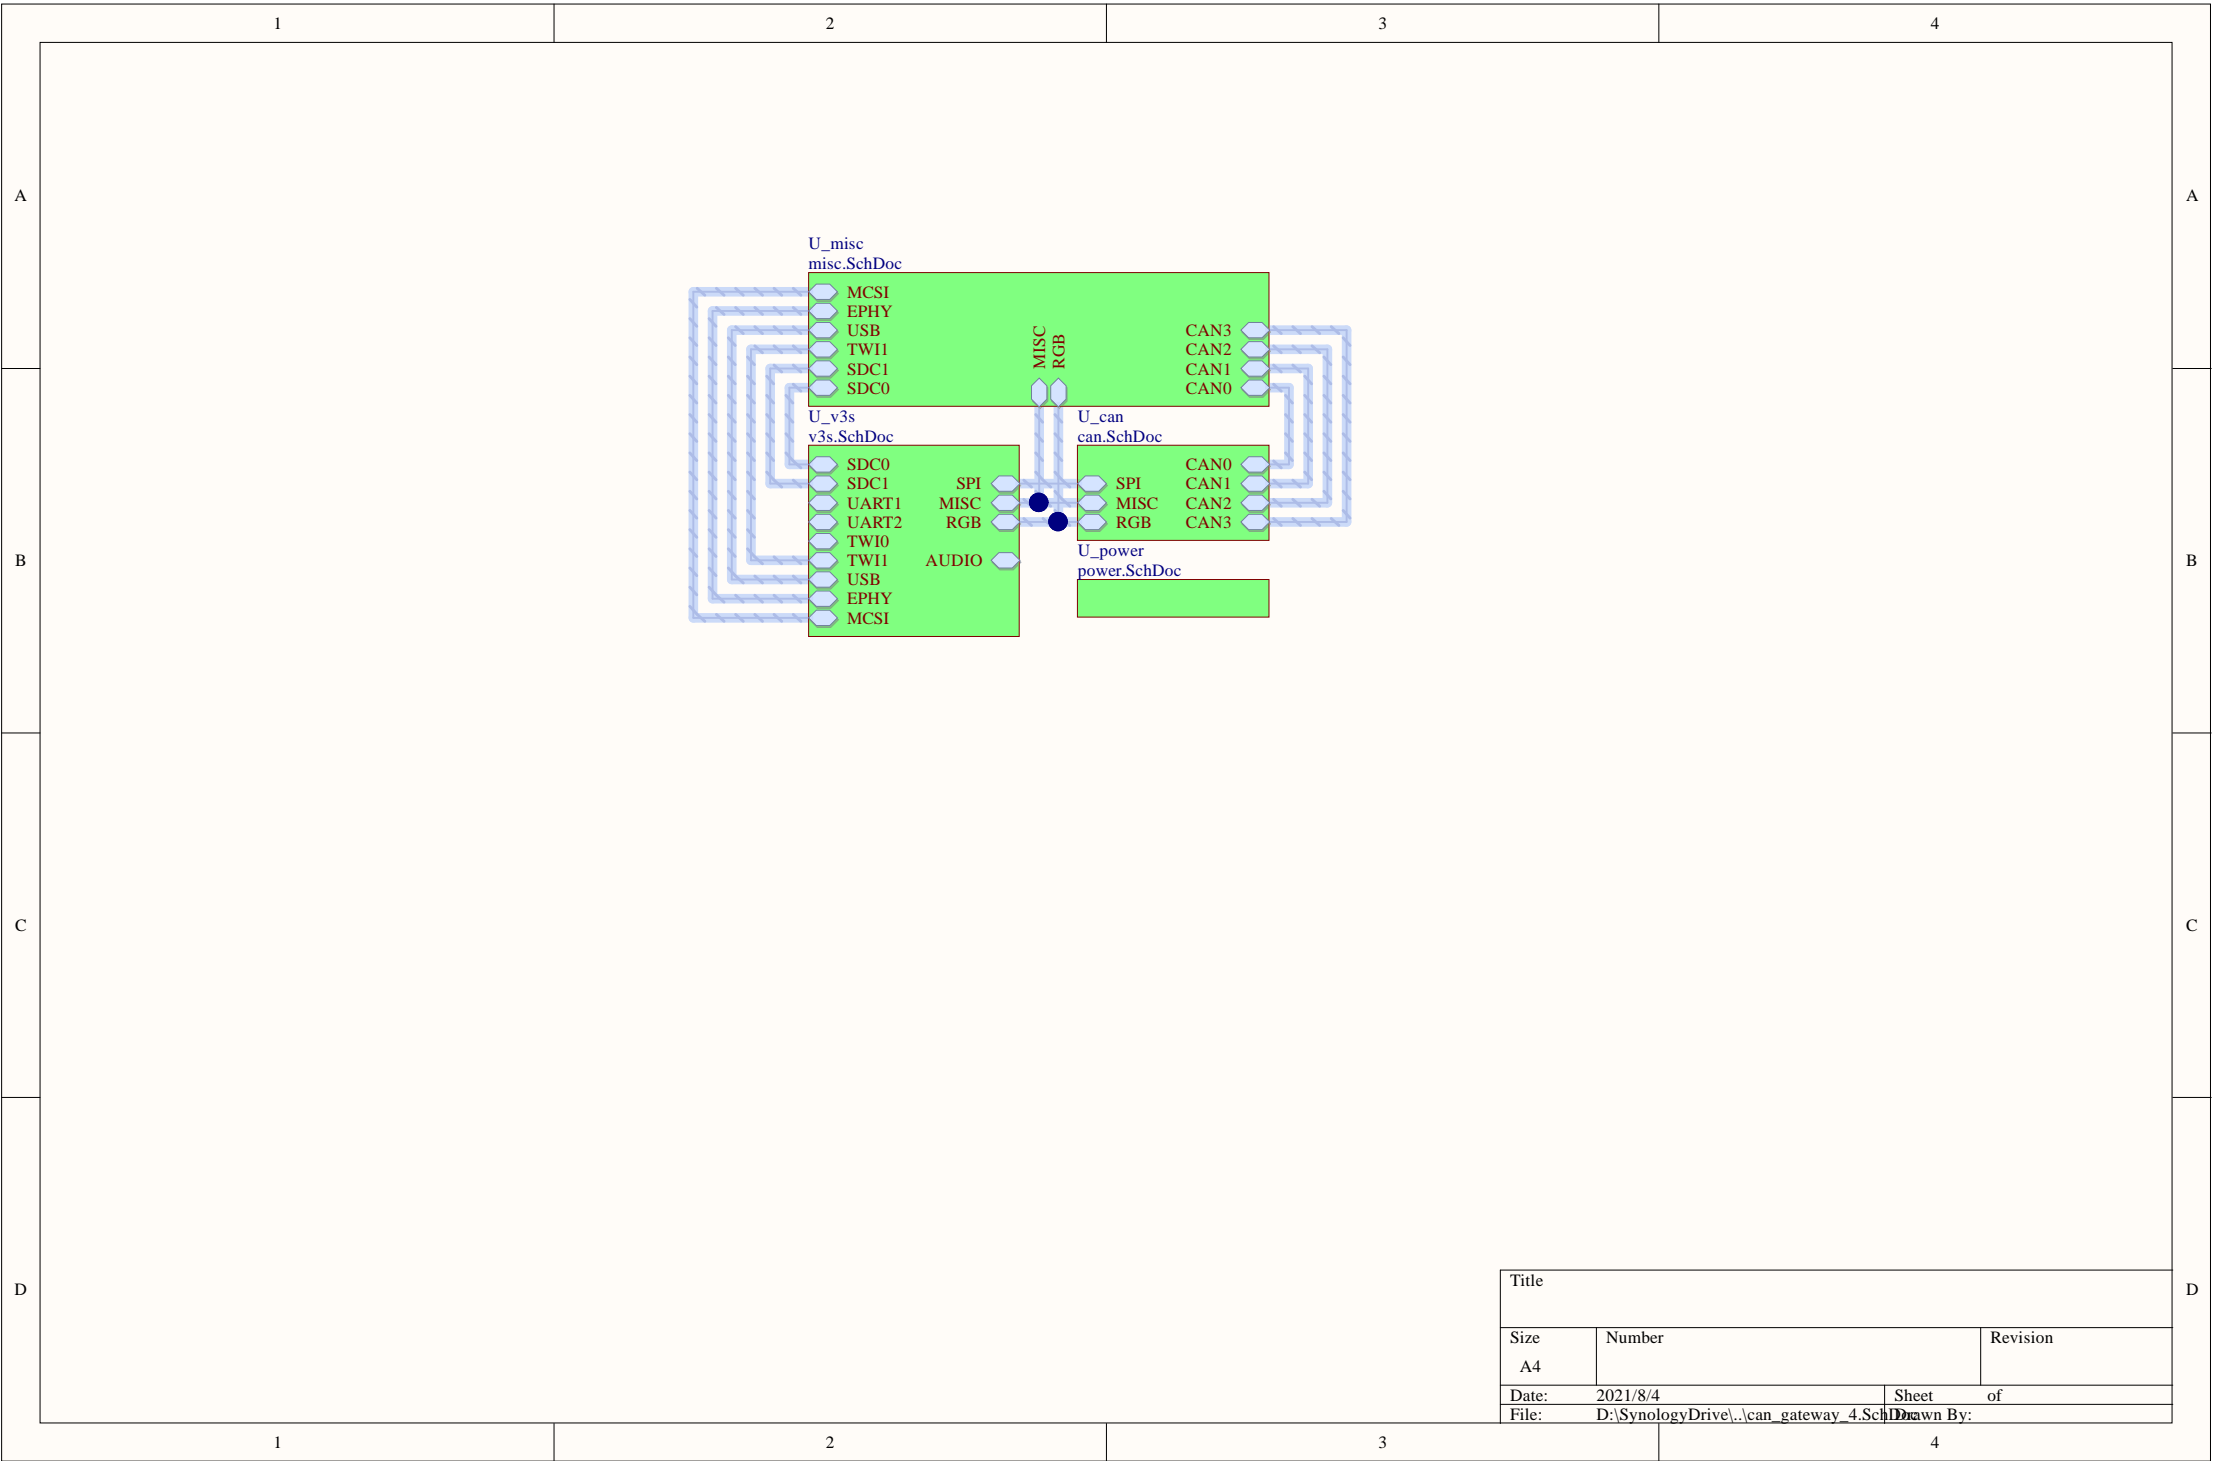 1 2 3 4
A A
U_misc
misc.SchDoc
MCSI
EPHY
USB CAN3
TWI1 MISC RGB CAN2
SDC1 CAN1
SDC0 CAN0
U_v3s U_can
v3s.SchDoc can.SchDoc
SDC0 CAN0
SDC1 SPI SPI CAN1
UART1 MISC MISC CAN2
UART2 RGB RGB CAN3
TWI0
B TWI1 AUDIO U_power B
power.SchDoc
USB
EPHY
MCSI
C C
D D
Title
Size Number Revision
A4
Date: 2021/8/4 Sheet of
File: D:\SynologyDrive\..\can_gateway_4.SchDoc Drawn By:
1 2 3 4